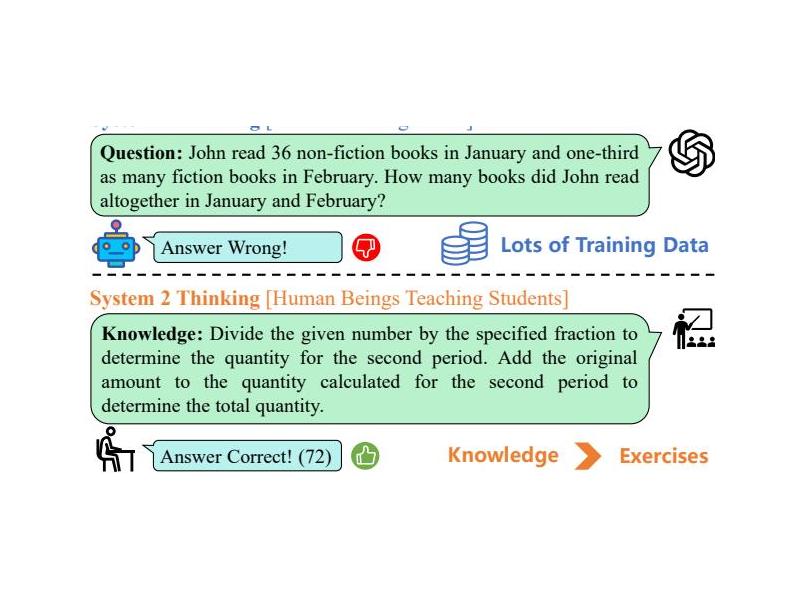 Question: John read 36 non-fiction books in January and one-third
as many fiction books in February. How many books did John read
altogether in January and February?
Answer Wrong!
Lots of Training Data
System 2 Thinking [Human Beings Teaching Students]
Knowledge: Divide the given number by the specified fraction to
determine the quantity for the second period. Add the original
amount to the quantity calculated for the second period to
determine the total quantity.
Answer Correct! (72)
Knowledge
Exercises